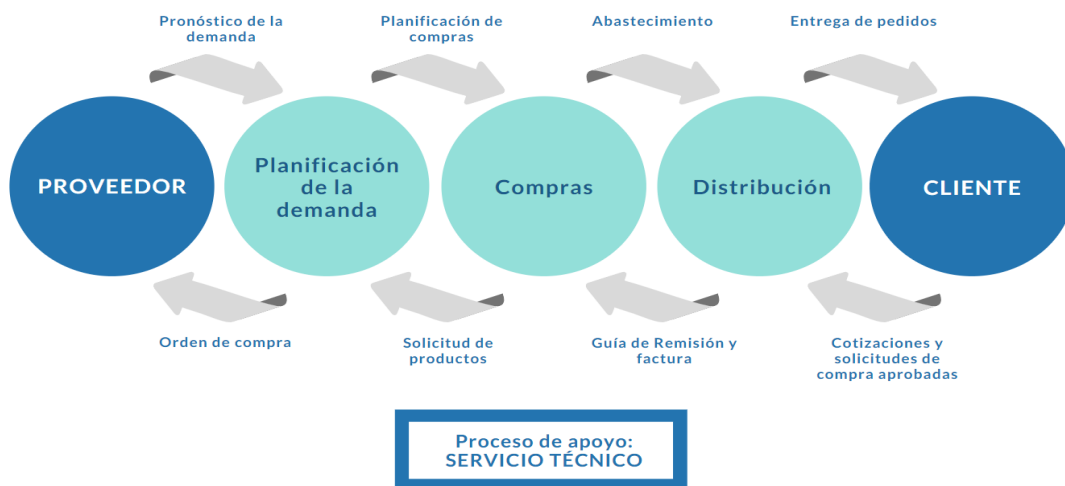 Pronóstico de la
demanda
Planificación de
compras
Abastecimiento
Entrega de pedidos
PROVEEDOR
Planificación
de la
demanda
Compras
Distribución
CLIENTE
Orden de compra
Solicitud de
productos
Guía de Remisión y
factura
Cotizaciones y
solicitudes de
compra aprobadas
Proceso de apoyo:
SERVICIO TÉCNICO